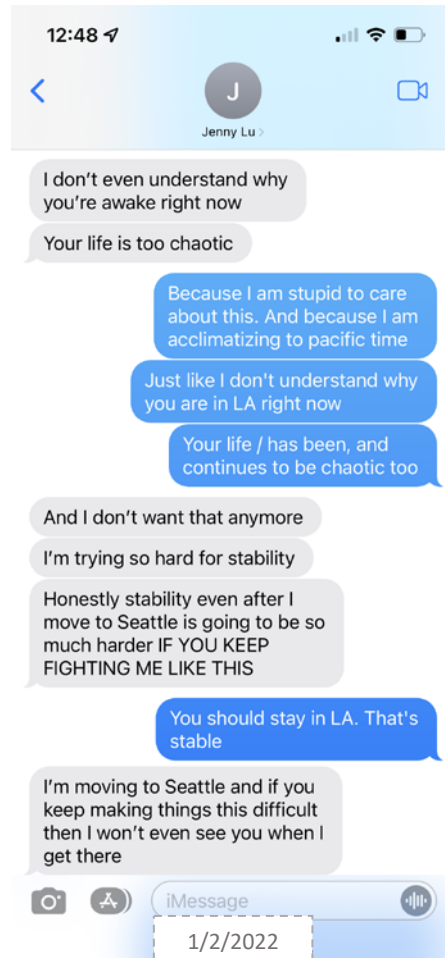 12:48
J
Jenny Lu
I don't even understand why
you're awake right now
Your life is too chaotic
Because I am stupid to care
about this. And because I am
acclimatizing to pacific time
Just like I don't understand why
you are in LA right now
Your life / has been, and
continues to be chaotic too
And I don't want that anymore
I'm trying so hard for stability
Honestly stability even after I
move to Seattle is going to be so
much harder IF YOU KEEP
FIGHTING ME LIKE THIS
You should stay in LA. That's
stable
I'm moving to Seattle and if you
keep making things this difficult
then I won't even see you when I
get there
iMessage
1/2/2022